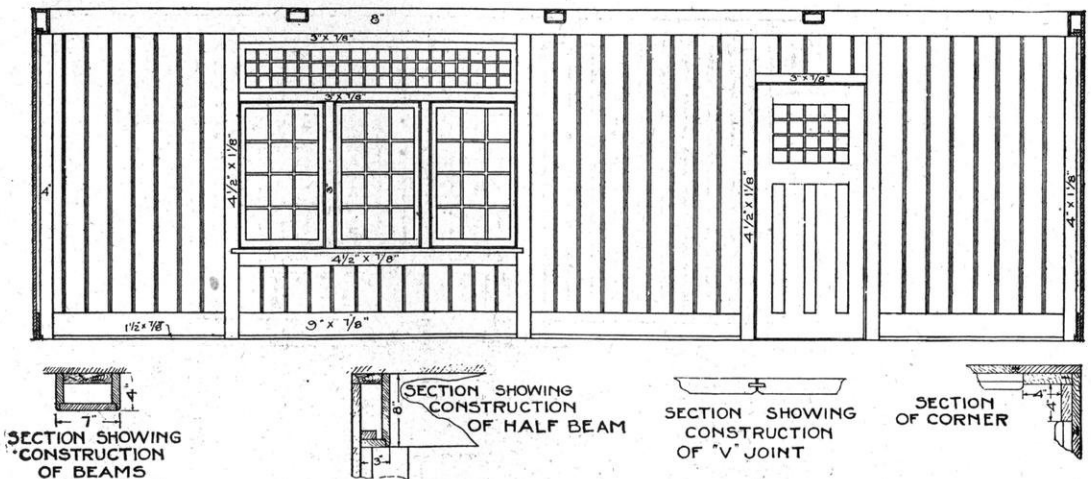 8"
3" x 7/8"
3" x 7/8"
3" x 7/8"
4"
4 1/2" x 1 1/8"
4 1/2" x 1 1/8"
4" x 1 1/8"
4 1/2" x 7/8"
9" x 7/8"
1 1/2 x 7/8"
4"
7"
SECTION SHOWING
CONSTRUCTION
OF BEAMS
SECTION SHOWING
CONSTRUCTION
OF HALF BEAM
8"
3"
SECTION SHOWING
CONSTRUCTION
OF "V" JOINT
SECTION
OF CORNER
4"
4"